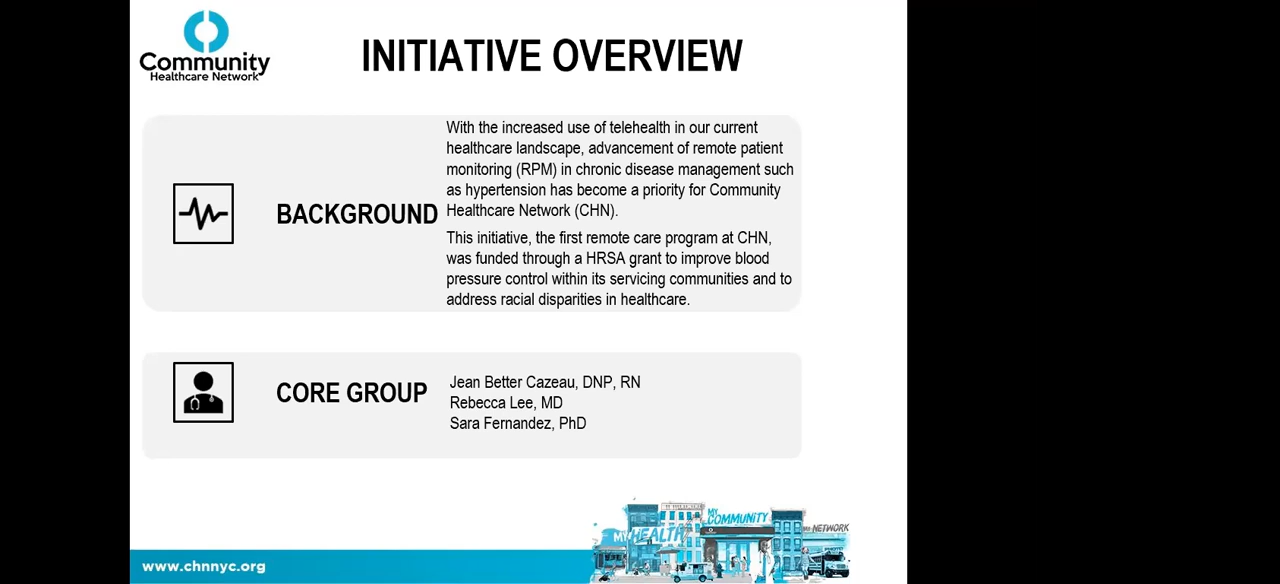 Community
Healthcare Network
INITIATIVE OVERVIEW
BACKGROUND
With the increased use of telehealth in our current
healthcare landscape, advancement of remote patient
monitoring (RPM) in chronic disease management such
as hypertension has become a priority for Community
Healthcare Network (CHN).
This initiative, the first remote care program at CHN,
was funded through a HRSA grant to improve blood
pressure control within its servicing communities and to
address racial disparities in healthcare.
CORE GROUP
Jean Better Cazeau, DNP, RN
Rebecca Lee, MD
Sara Fernandez, PhD
MY HEALTH
MY COMMUNITY
MY NETWORK
www.chnnyc.org